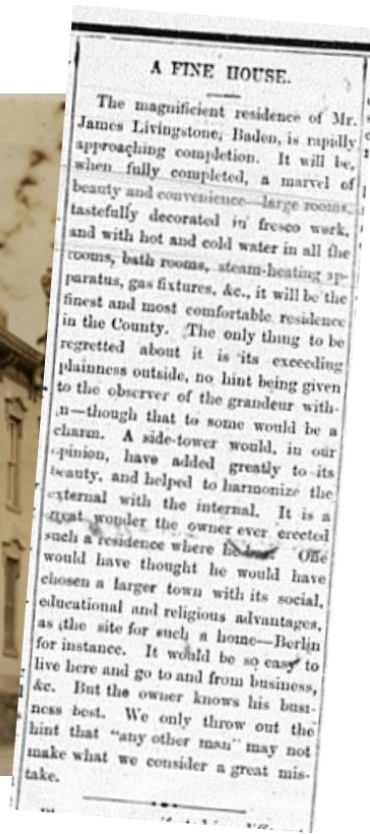 A FINE HOUSE.
The magnificient residence of Mr.
James Livingstone, Baden, is rapidly
approaching completion. It will be,
when fully completed, a marvel of
beauty and convenience—large rooms,
tastefully decorated in fresco work,
and with hot and cold water in all the
rooms, bath rooms, steam-heating ap-
paratus, gas fixtures, &c., it will be the
finest and most comfortable residence
in the County. The only thing to be
regretted about it is its exceeding
plainness outside, no hint being given
to the observer of the grandeur with-
n—though that to some would be a
charm. A side-tower would, in our
opinion, have added greatly to its
beauty, and helped to harmonize the
external with the internal. It is a
great wonder the owner ever erected
such a residence where he has. One
would have thought he would have
chosen a larger town with its social,
educational and religious advantages,
as the site for such a home—Berlin
for instance. It would be so easy to
live here and go to and from business,
&c. But the owner knows his busi-
ness best. We only throw out the
hint that "any other man" may not
make what we consider a great mis-
take.